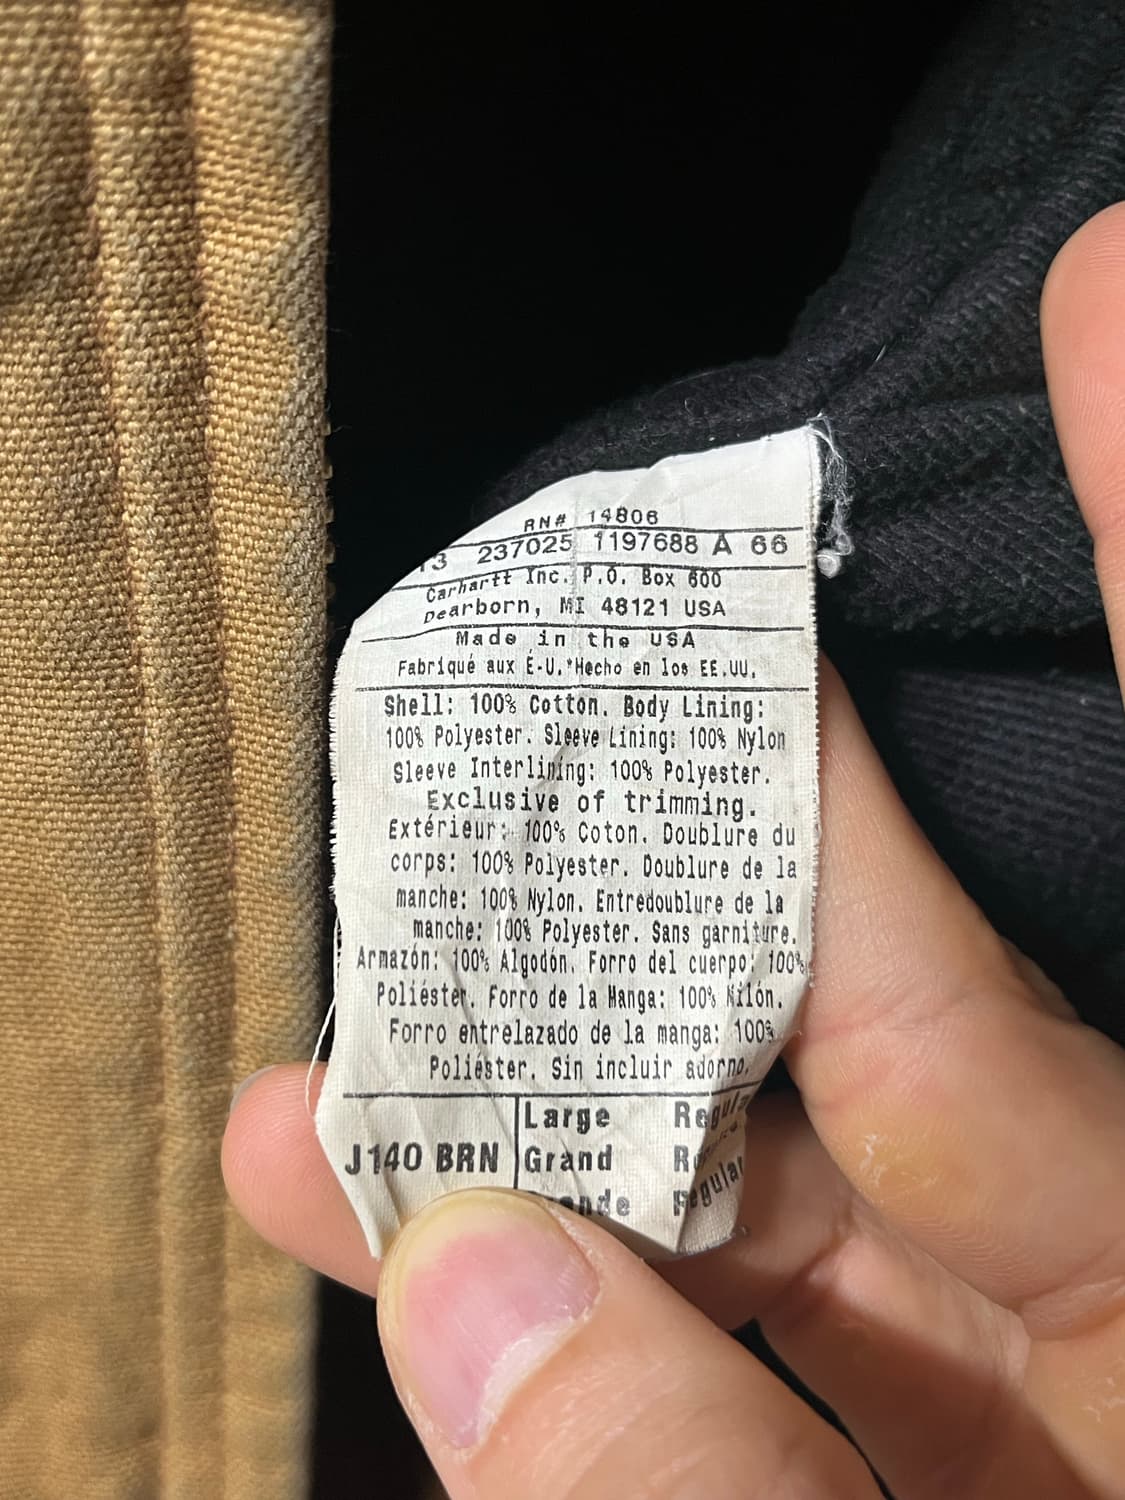 RN# 14806
13 237025 1197688 A 66
Carhartt Inc. P.O. Box 600
Dearborn, MI 48121 USA
Made in the USA
Fabriqué aux É-U.*Hecho en los EE.UU.
Shell: 100% Cotton. Body Lining:
100% Polyester. Sleeve Lining: 100% Nylon
Sleeve Interlining: 100% Polyester.
Exclusive of trimming.
Extérieur: 100% Coton. Doublure du
corps: 100% Polyester. Doublure de la
manche: 100% Nylon. Entredoublure de la
manche: 100% Polyester. Sans garniture.
Armazón: 100% Algodón. Forro del cuerpo: 100%
Poliéster. Forro de la Manga: 100% Nilón.
Forro entrelazado de la manga: 100%
Poliéster. Sin incluir adorno.
Large Regular
J140 BRN Grand
Regular